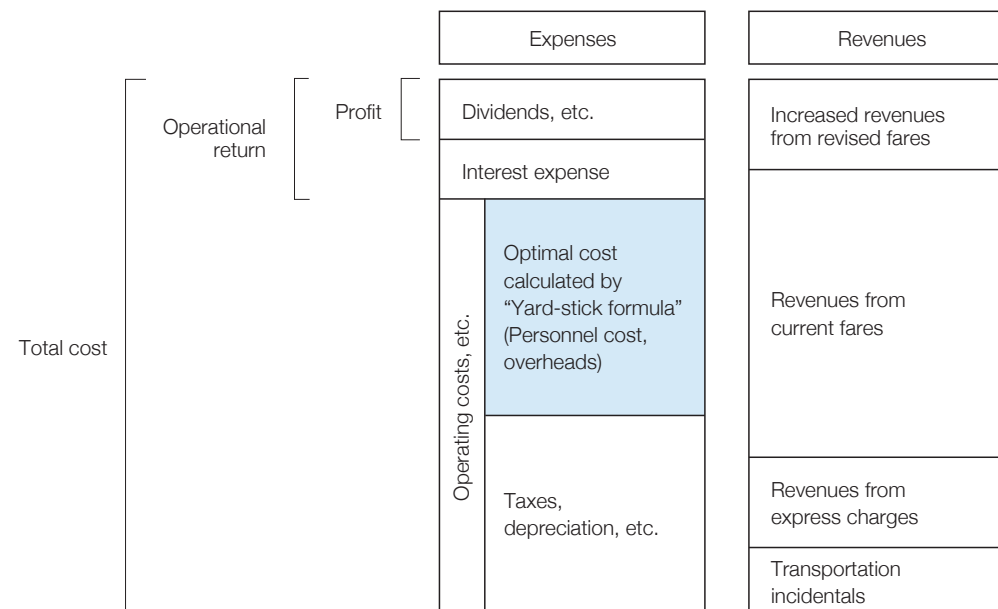 Expenses
Revenues
Total cost
Operational
return
Profit
Dividends, etc.
Interest expense
Operating costs, etc.
Optimal cost
calculated by
“Yard-stick formula”
(Personnel cost,
overheads)
Taxes,
depreciation, etc.
Increased revenues
from revised fares
Revenues from
current fares
Revenues from
express charges
Transportation
incidentals